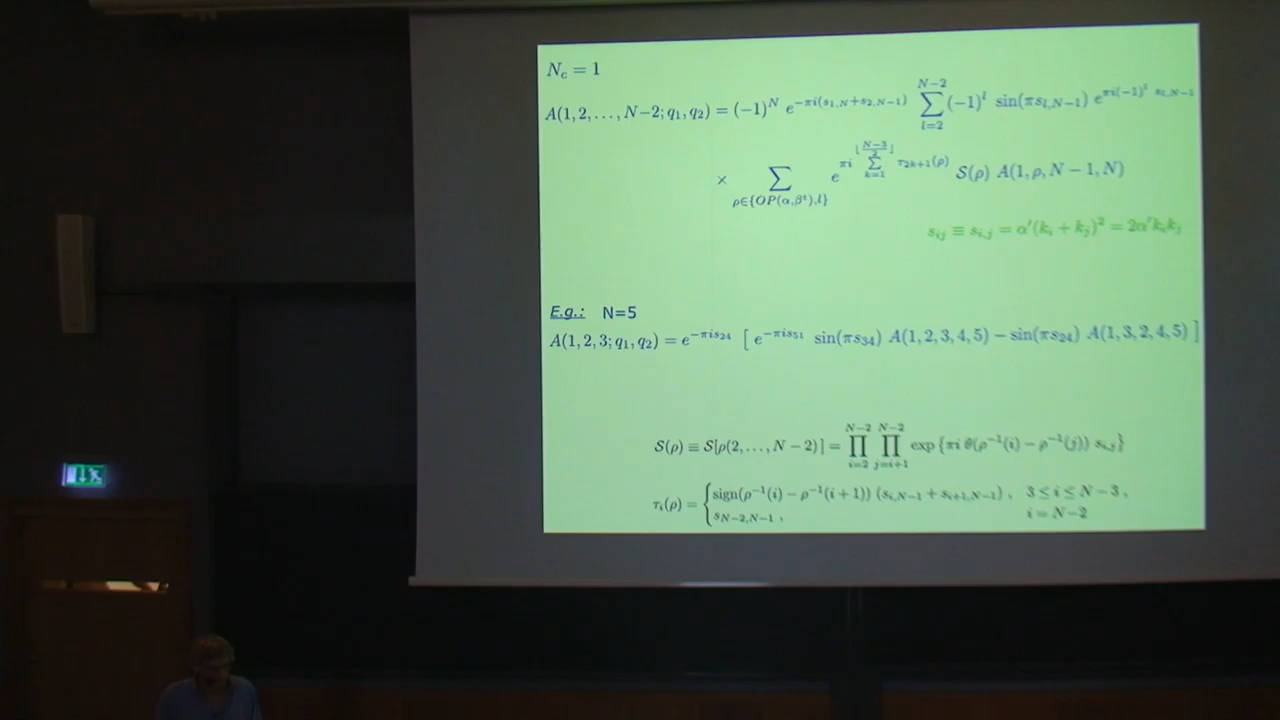 N_c = 1
A(1, 2, …, N−2; q_1, q_2) = (−1)^N e^{−πi(s_{1,N}+s_{2,N−1})} \sum_{l=2}^{N−2} (−1)^l sin(πs_{l,N−1}) e^{πi(−1)^l s_{l,N−1}}
× \sum_{ρ∈{OP(α,β^t),l}} e^{πi \sum_{k=1}^{⌊\frac{N−3}{2}⌋} τ_{2k+1}(ρ)} S(ρ) A(1, ρ, N − 1, N)
s_{ij} ≡ s_{i,j} = α'(k_i + k_j)^2 = 2α'k_ik_j
E.g.: N=5
A(1, 2, 3; q_1, q_2) = e^{−πis_{24}} [ e^{−πis_{51}} sin(πs_{34}) A(1, 2, 3, 4, 5) − sin(πs_{24}) A(1, 3, 2, 4, 5) ]
S(ρ) ≡ S[ρ(2, …, N − 2)] = \prod_{i=2}^{N−2} \prod_{j=i+1}^{N−2} exp {πi θ(ρ^{−1}(i) − ρ^{−1}(j)) s_{i,j}}
τ_i(ρ) = { sign(ρ^{−1}(i) − ρ^{−1}(i + 1)) (s_{i,N−1} + s_{i+1,N−1}) , 3 ≤ i ≤ N − 3 ,
s_{N−2,N−1} , i = N − 2